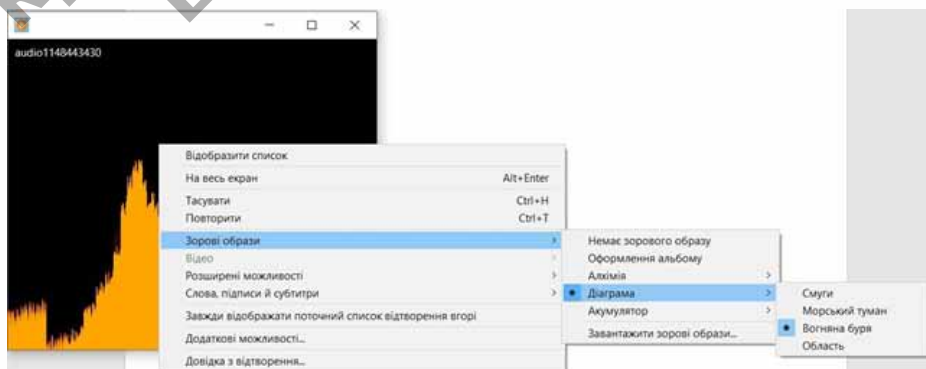 audio1148443430
Відобразити список
На весь екран Alt+Enter
Тасувати Ctrl+H
Повторити Ctrl+T
Зорові образи
Відео
Розширені можливості
Слова, підписи й субтитри
Завжди відображати поточний список відтворення вгорі
Додаткові можливості...
Довідка з відтворення...
Немає зорового образу
Оформлення альбому
Алхімія
Діаграма
Акумулятор
Завантажити зорові образи...
Смуги
Морський туман
Вогняна буря
Область